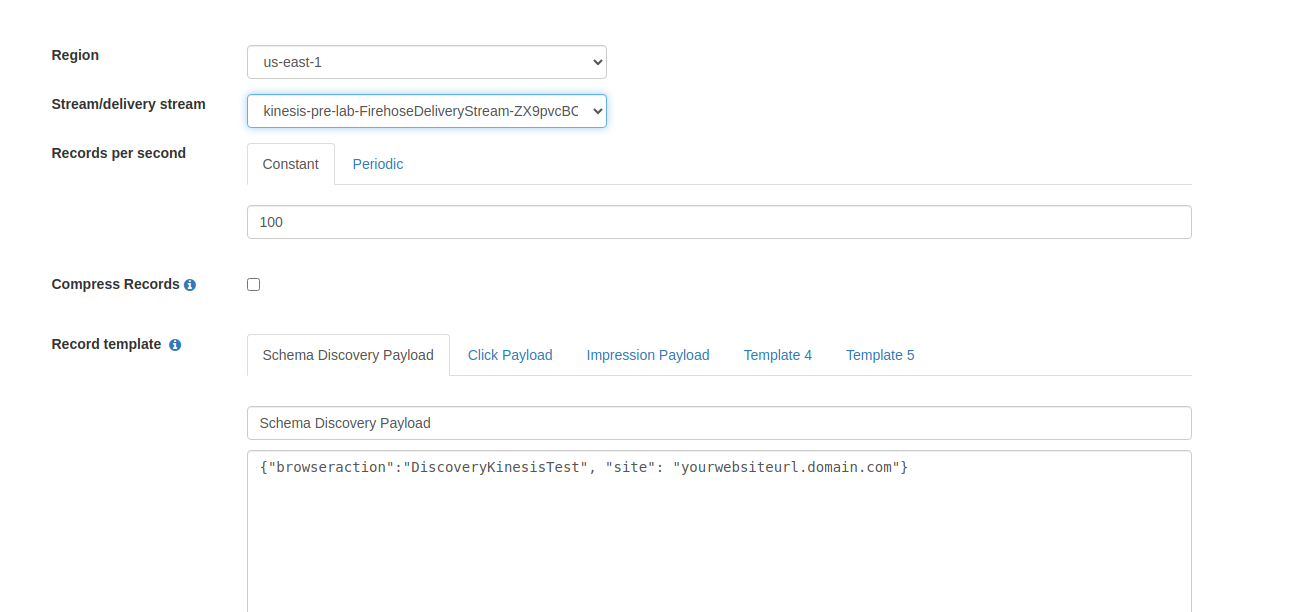 Region
us-east-1
Stream/delivery stream
kinesis-pre-lab-FirehoseDeliveryStream-ZX9pvcBC
Records per second
Constant Periodic
100
Compress Records
Record template
Schema Discovery Payload Click Payload Impression Payload Template 4 Template 5
Schema Discovery Payload
{"browseraction":"DiscoveryKinesisTest", "site": "yourwebsiteurl.domain.com"}